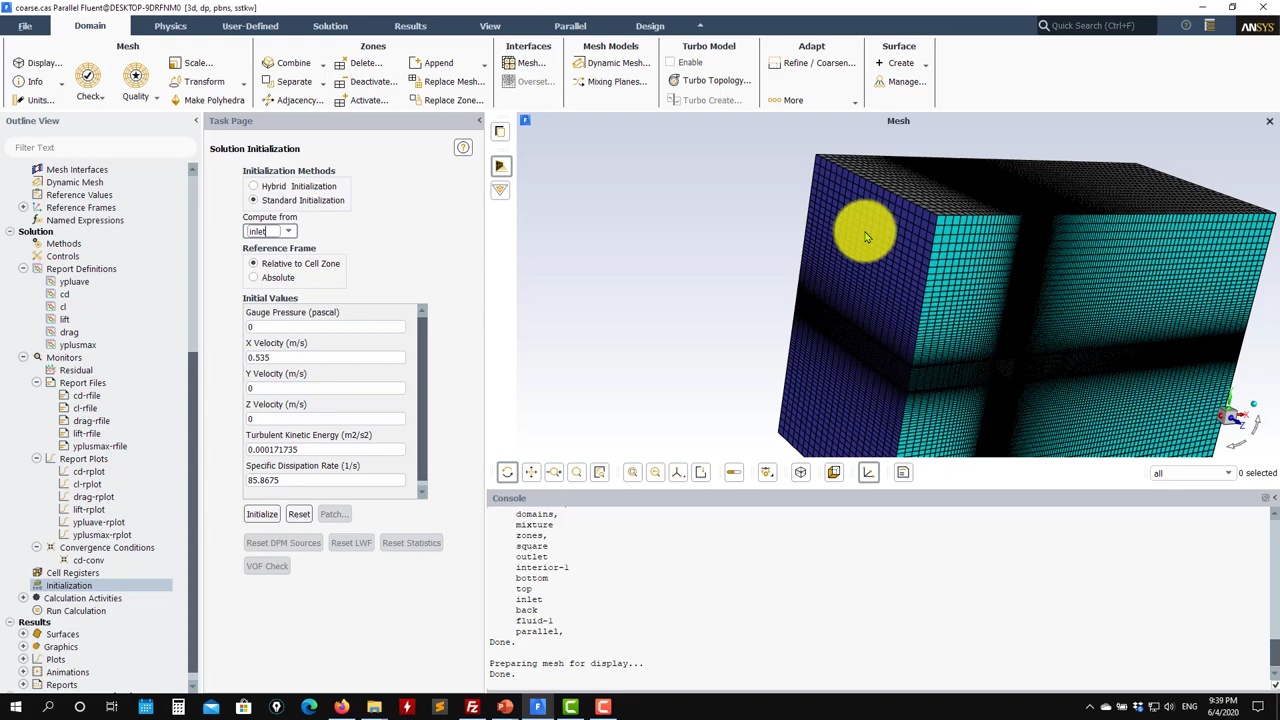 coarse.cas Parallel Fluent@DESKTOP-9DRFNM0 [3d, dp, pbns, sstkw]
File Domain Physics User-Defined Solution Results View Parallel Design Quick Search (Ctrl+F) ANSYS
Mesh Zones Interfaces Mesh Models Turbo Model Adapt Surface
Display... Scale... Combine Delete... Append Mesh... Dynamic Mesh... Enable Refine / Coarsen... Create
Info Transform Separate Deactivate... Replace Mesh... Overset... Mixing Planes... Turbo Topology... Manage...
Units... Check Quality Make Polyhedra Adjacency... Activate... Replace Zone... Turbo Create... More
Outline View
Filter Text
Mesh Interfaces
Dynamic Mesh
Reference Values
Reference Frames
Named Expressions
Solution
Methods
Controls
Report Definitions
yplusave
cd
cl
lift
drag
yplusmax
Monitors
Residual
Report Files
cd-rfile
cl-rfile
drag-rfile
lift-rfile
yplusmax-rfile
Report Plots
cd-rplot
cl-rplot
drag-rplot
lift-rplot
ypluave-rplot
yplusmax-rplot
Convergence Conditions
cd-conv
Cell Registers
Initialization
Calculation Activities
Run Calculation
Results
Surfaces
Graphics
Plots
Animations
Reports
Task Page
Solution Initialization
Initialization Methods
Hybrid Initialization
Standard Initialization
Compute from
inlet
Reference Frame
Relative to Cell Zone
Absolute
Initial Values
Gauge Pressure (pascal)
0
X Velocity (m/s)
0.535
Y Velocity (m/s)
0
Z Velocity (m/s)
0
Turbulent Kinetic Energy (m2/s2)
0.000171735
Specific Dissipation Rate (1/s)
85.8675
Initialize Reset Patch...
Reset DPM Sources Reset LWF Reset Statistics
VOF Check
Mesh
X
Z
all 0 selected
Console
domains,
mixture
zones,
square
outlet
interior-1
bottom
top
inlet
back
fluid-1
parallel,
Done.
Preparing mesh for display...
Done.
ENG 9:39 PM
6/4/2020